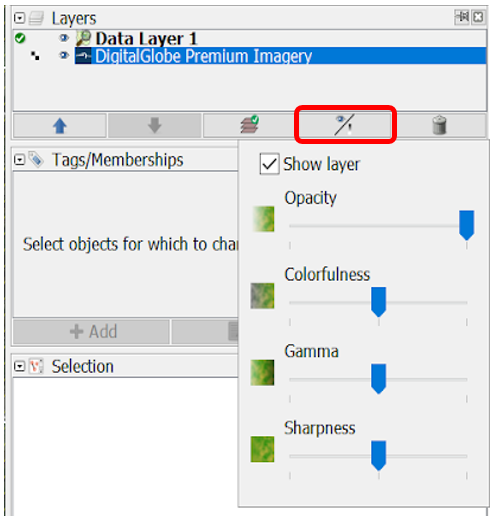 Layers
Data Layer 1
DigitalGlobe Premium Imagery
Tags/Memberships
Show layer
Opacity
Select objects for which to
Colorfulness
Add
Gamma
Selection
Sharpness